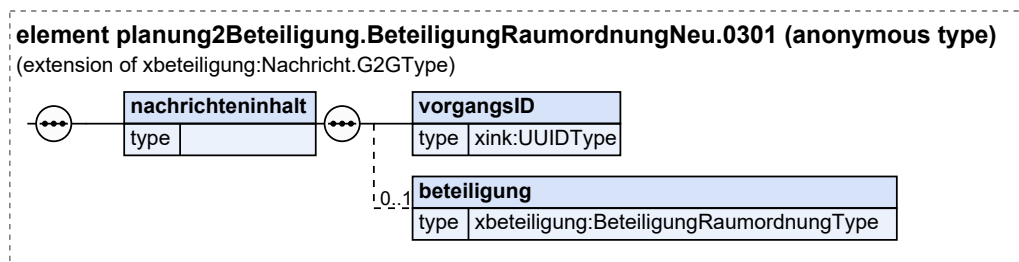 element planung2Beteiligung.BeteiligungRaumordnungNeu.0301 (anonymous type)
(extension of xbeteiligung:Nachricht.G2GType)
nachrichteninhalt
type
vorgangsID
type xink:UUIDType
0..1
beteiligung
type xbeteiligung:BeteiligungRaumordnungType